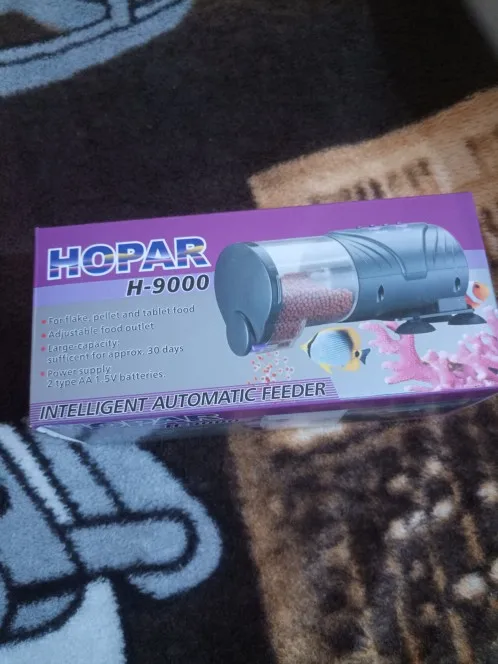 HOPAR
H-9000
• For flake, pellet and tablet food
• Adjustable food outlet
• Large-capacity:
sufficent for approx. 30 days
• Power supply
2 type AA 1-5V batteries.
INTELLIGENT AUTOMATIC FEEDER